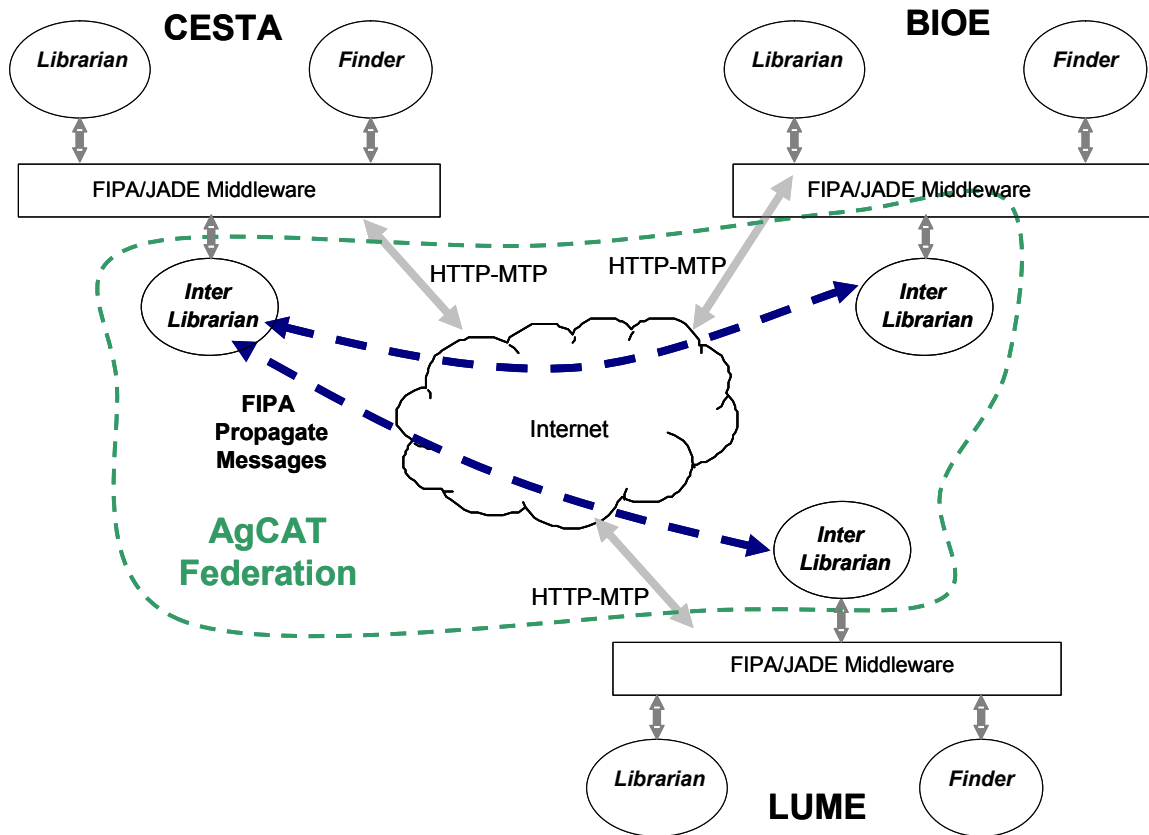 CESTA
BIOE
Librarian
Finder
Librarian
Finder
FIPA/JADE Middleware
FIPA/JADE Middleware
HTTP-MTP
HTTP-MTP
Inter
Librarian
Inter
Librarian
FIPA
Propagate
Messages
Internet
AgCAT
Federation
Inter
Librarian
HTTP-MTP
FIPA/JADE Middleware
Librarian
Finder
LUME